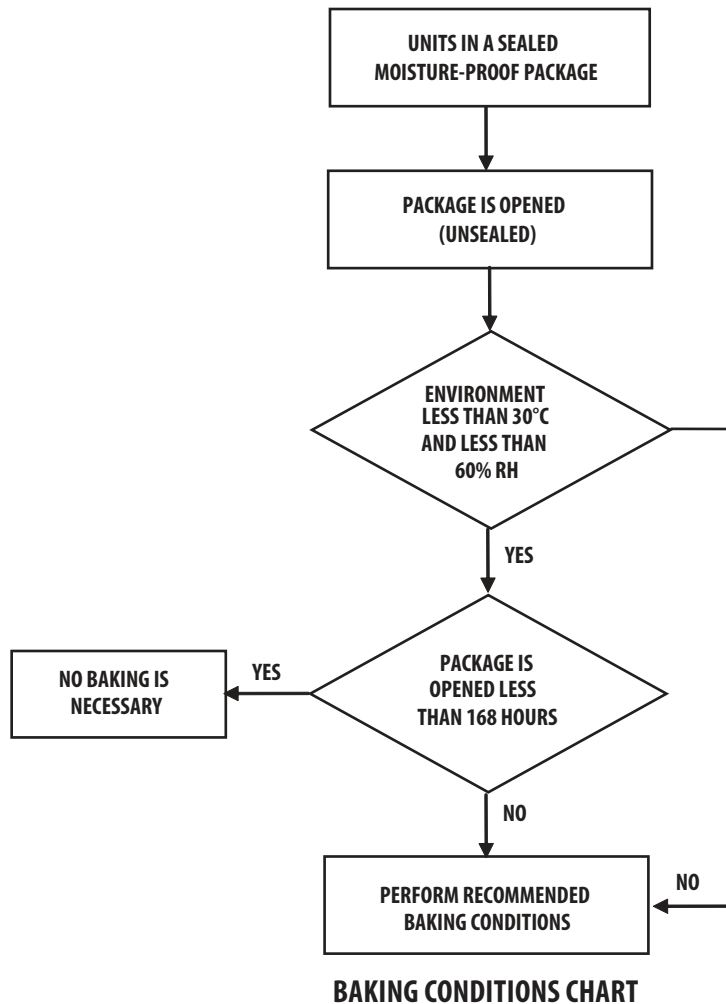 UNITS IN A SEALED
MOISTURE-PROOF PACKAGE
PACKAGE IS OPENED
(UNSEALED)
ENVIRONMENT
LESS THAN 30°C
AND LESS THAN
60% RH
YES
PACKAGE IS
OPENED LESS
THAN 168 HOURS
YES
NO BAKING IS
NECESSARY
NO
PERFORM RECOMMENDED
BAKING CONDITIONS
NO
BAKING CONDITIONS CHART